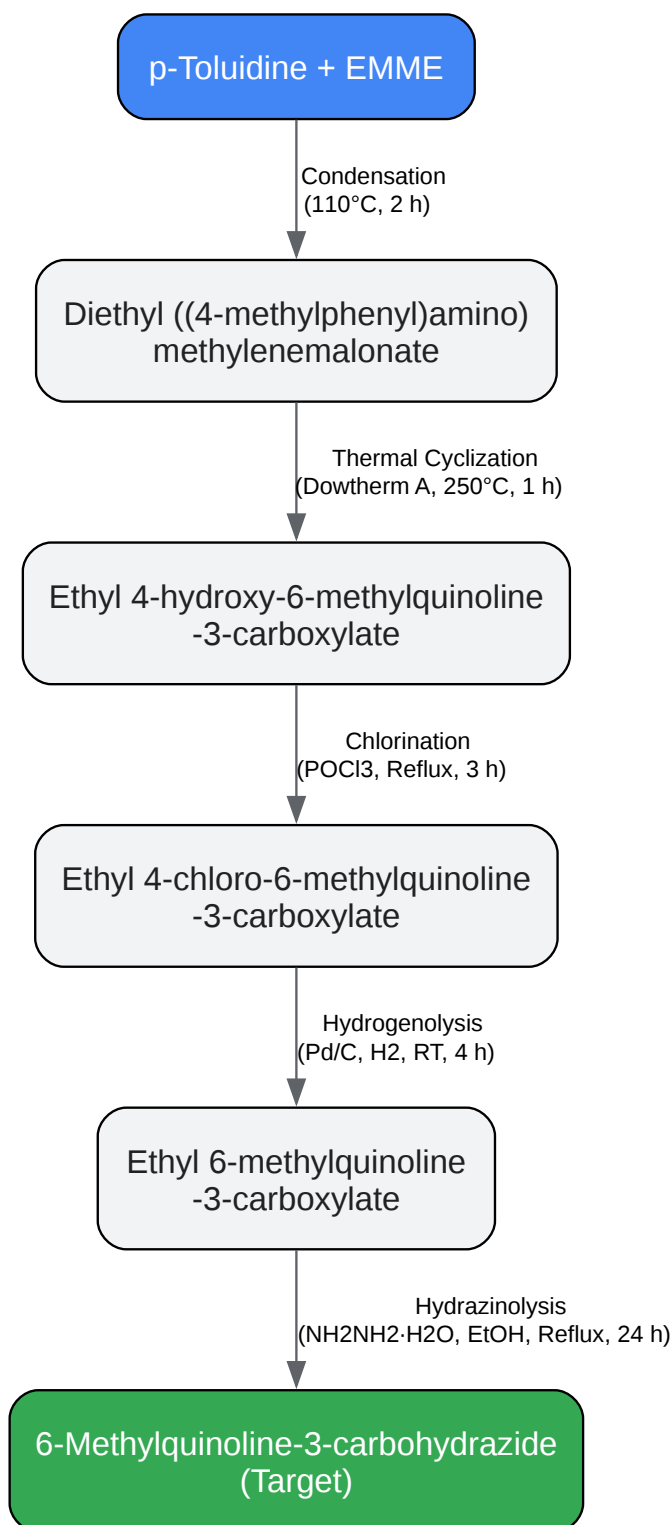 p-Toluidine + EMME
Condensation
(110°C, 2 h)
Diethyl ((4-methylphenyl)amino)
methylenemalonate
Thermal Cyclization
(Dowtherm A, 250°C, 1 h)
Ethyl 4-hydroxy-6-methylquinoline
-3-carboxylate
Chlorination
(POCl3, Reflux, 3 h)
Ethyl 4-chloro-6-methylquinoline
-3-carboxylate
Hydrogenolysis
(Pd/C, H2, RT, 4 h)
Ethyl 6-methylquinoline
-3-carboxylate
Hydrazinolysis
(NH2NH2·H2O, EtOH, Reflux, 24 h)
6-Methylquinoline-3-carbohydrazide
(Target)